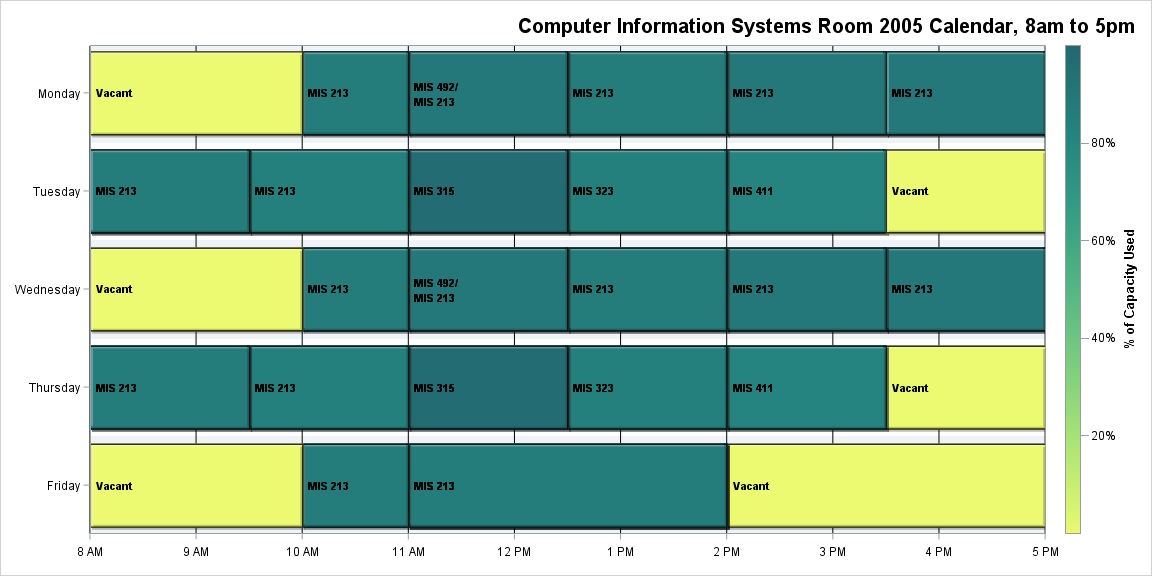 Computer Information Systems Room 2005 Calendar, 8am to 5pm
Monday
Vacant
MIS 213
MIS 492/
MIS 213
MIS 213
MIS 213
MIS 213
Tuesday
MIS 213
MIS 213
MIS 315
MIS 323
MIS 411
Vacant
Wednesday
Vacant
MIS 213
MIS 492/
MIS 213
MIS 213
MIS 213
MIS 213
Thursday
MIS 213
MIS 213
MIS 315
MIS 323
MIS 411
Vacant
Friday
Vacant
MIS 213
MIS 213
Vacant
8 AM
9 AM
10 AM
11 AM
12 PM
1 PM
2 PM
3 PM
4 PM
5 PM
80%
60%
40%
20%
% of Capacity Used